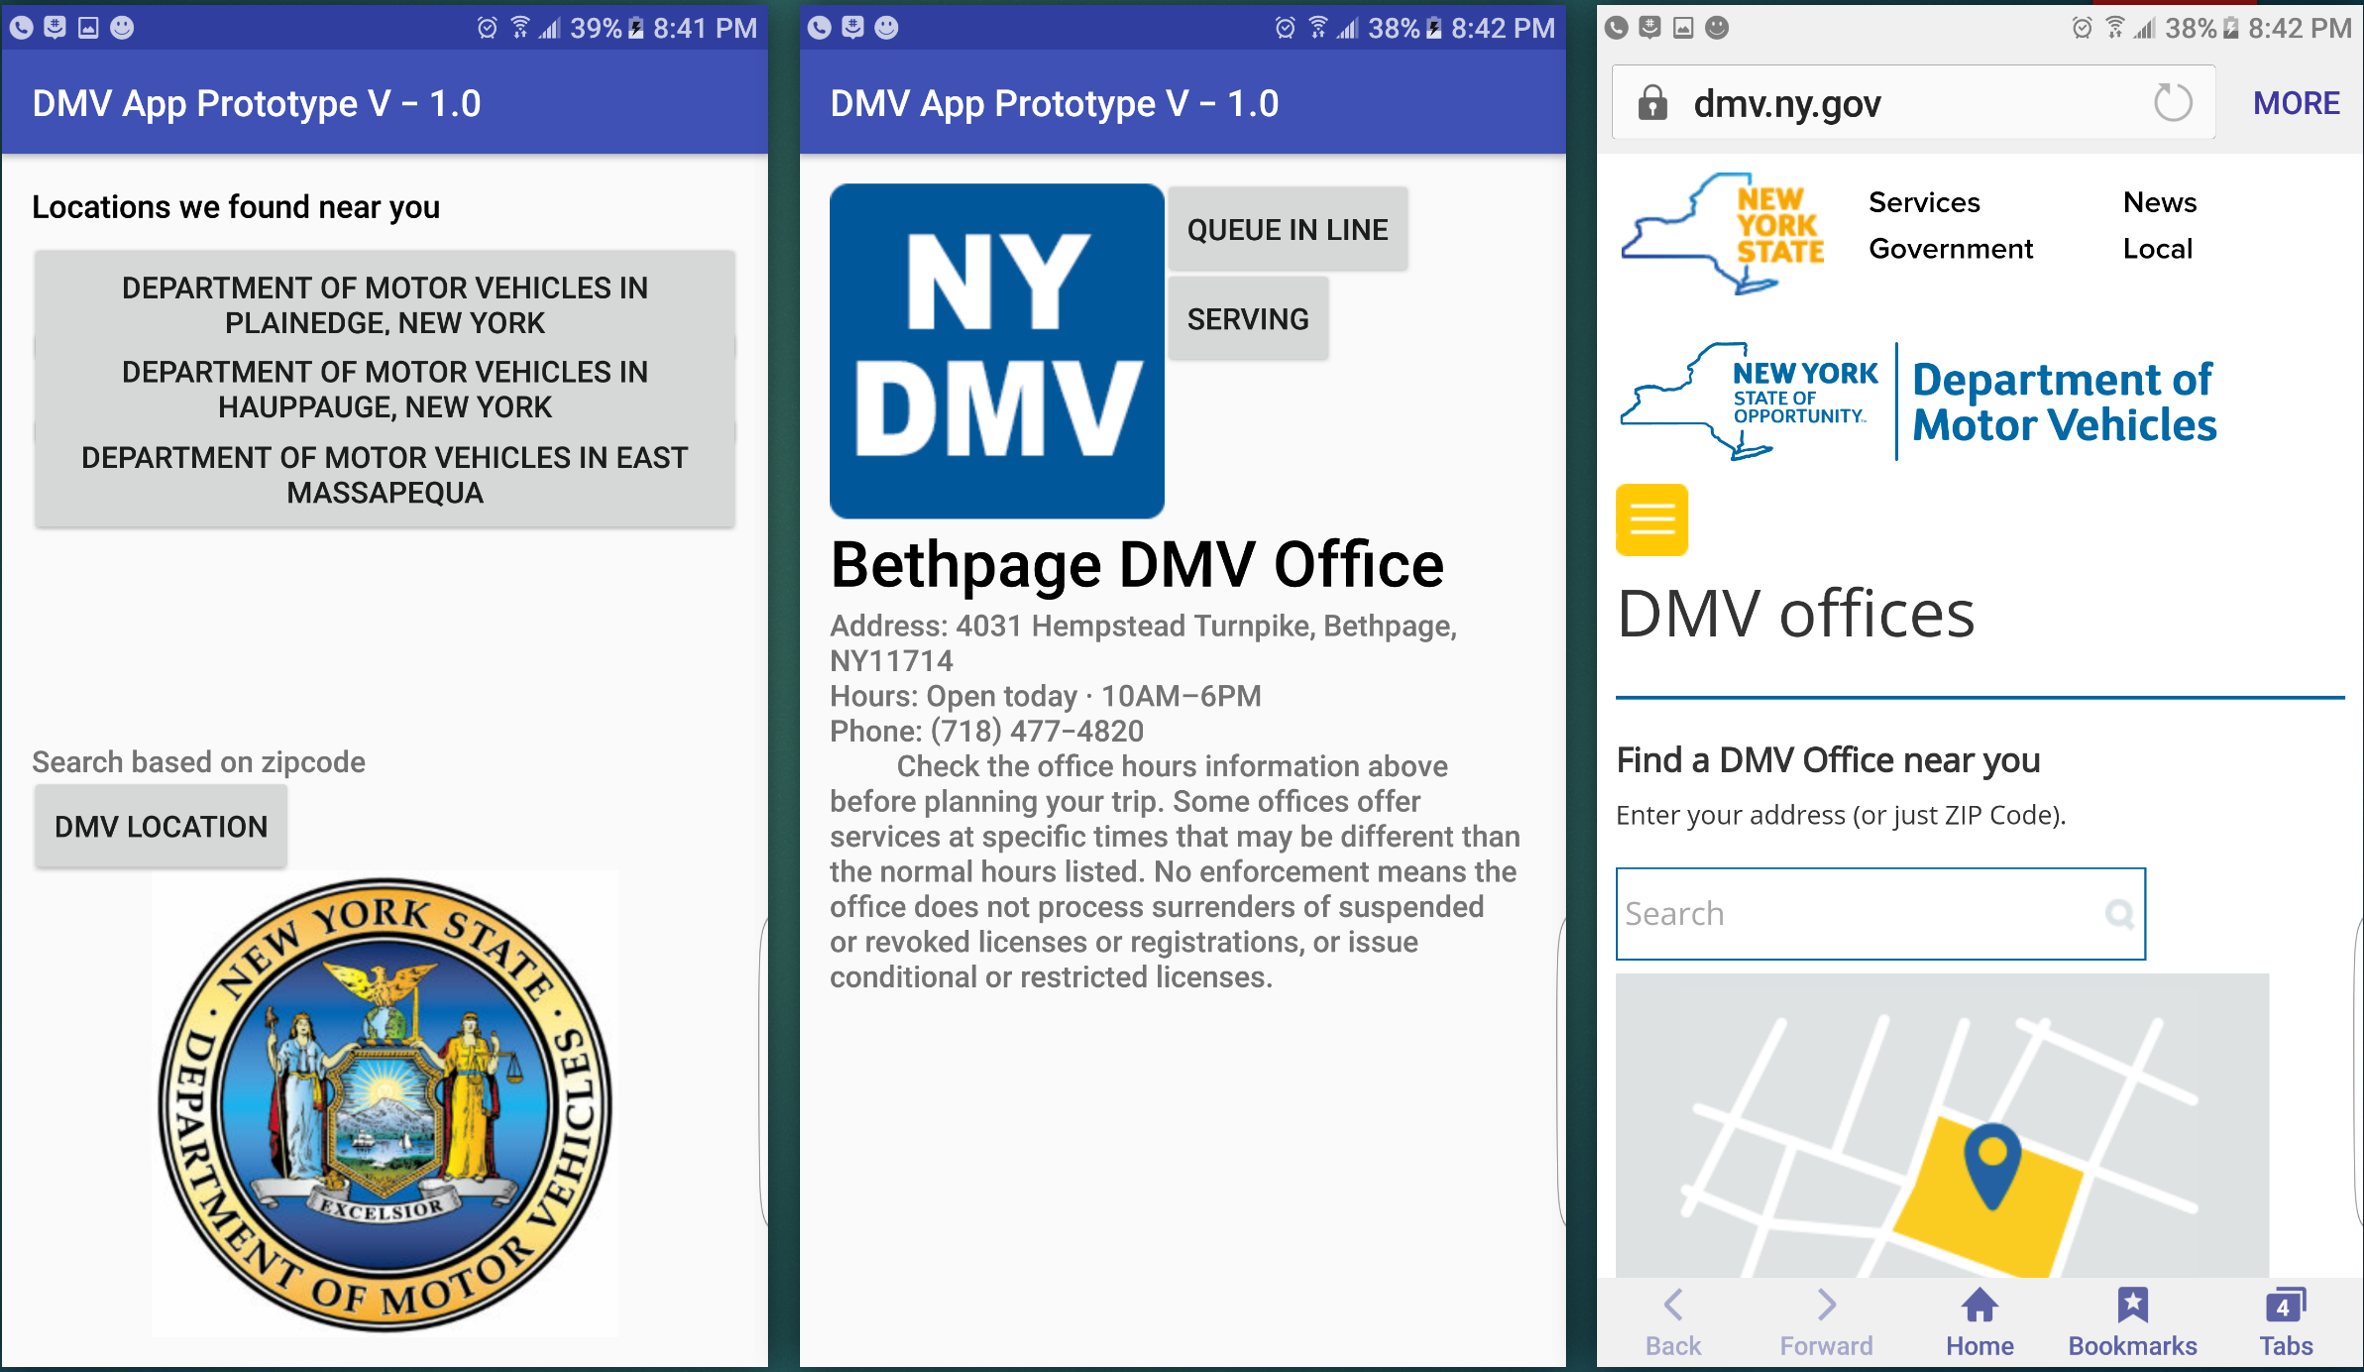 39% 8:41 PM
DMV App Prototype V - 1.0
Locations we found near you
DEPARTMENT OF MOTOR VEHICLES IN
PLAINEDGE, NEW YORK
DEPARTMENT OF MOTOR VEHICLES IN
HAUPPAUGE, NEW YORK
DEPARTMENT OF MOTOR VEHICLES IN EAST
MASSAPEQUA
Search based on zipcode
DMV LOCATION
· NEW YORK STATE ·
DEPARTMENT OF MOTOR VEHICLES
EXCELSIOR
38% 8:42 PM
DMV App Prototype V - 1.0
NY
DMV
QUEUE IN LINE
SERVING
Bethpage DMV Office
Address: 4031 Hempstead Turnpike, Bethpage,
NY11714
Hours: Open today · 10AM–6PM
Phone: (718) 477-4820
Check the office hours information above
before planning your trip. Some offices offer
services at specific times that may be different than
the normal hours listed. No enforcement means the
office does not process surrenders of suspended
or revoked licenses or registrations, or issue
conditional or restricted licenses.
38% 8:42 PM
dmv.ny.gov
MORE
NEW
YORK
STATE
Services
News
Government
Local
NEW YORK
STATE OF
OPPORTUNITY™
Department of
Motor Vehicles
DMV offices
Find a DMV Office near you
Enter your address (or just ZIP Code).
Search
4
Back
Forward
Home
Bookmarks
Tabs